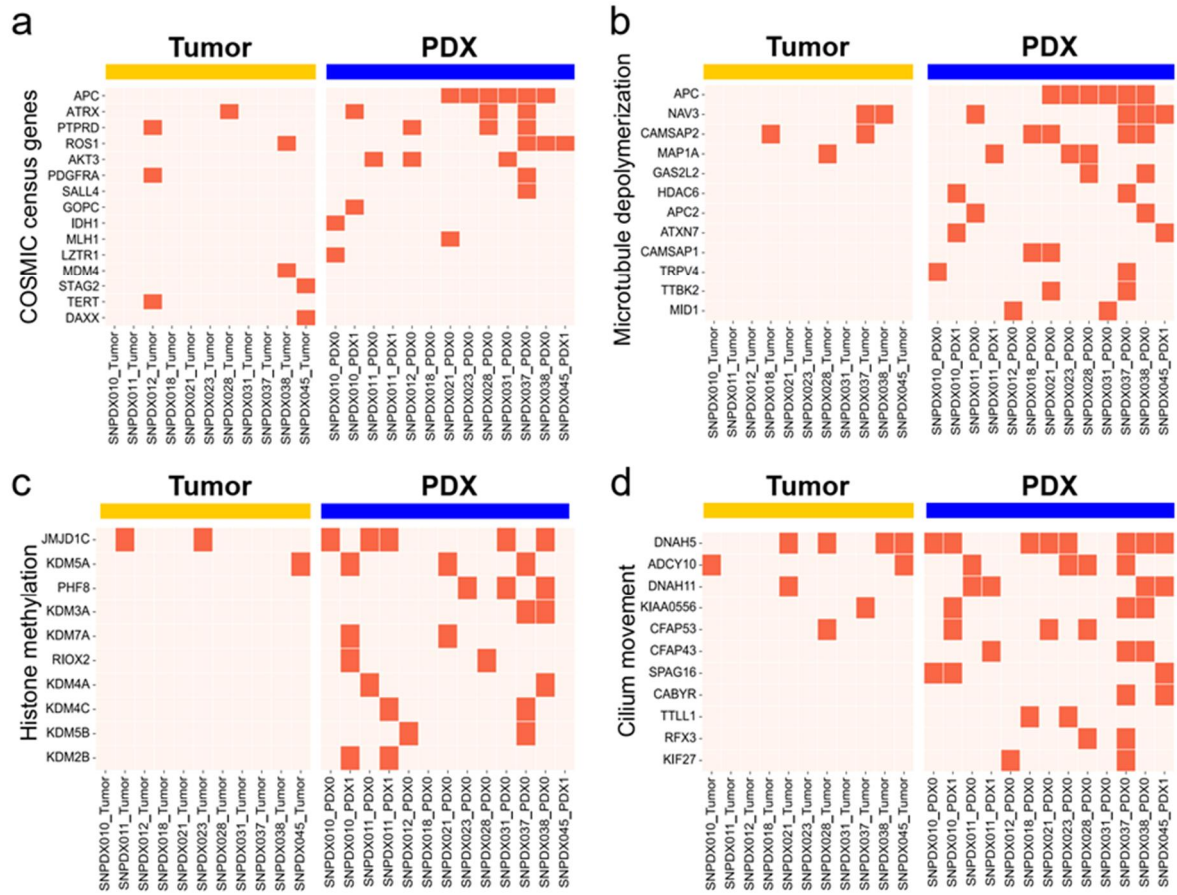 a
Tumor
PDX
COSMIC census genes
APC
ATRX
PTPRD
ROS1
AKT3
PDGFRA
SALL4
GOPC
IDH1
MLH1
LZTR1
MDM4
STAG2
TERT
DAXX
SNPDX010_Tumor
SNPDX011_Tumor
SNPDX012_Tumor
SNPDX018_Tumor
SNPDX021_Tumor
SNPDX023_Tumor
SNPDX028_Tumor
SNPDX031_Tumor
SNPDX037_Tumor
SNPDX038_Tumor
SNPDX045_Tumor
SNPDX010_PDX0
SNPDX010_PDX1
SNPDX011_PDX0
SNPDX011_PDX1
SNPDX012_PDX0
SNPDX018_PDX0
SNPDX021_PDX0
SNPDX023_PDX0
SNPDX028_PDX0
SNPDX031_PDX0
SNPDX037_PDX0
SNPDX038_PDX0
SNPDX045_PDX1
b
Tumor
PDX
Microtubule depolymerization
APC
NAV3
CAMSAP2
MAP1A
GAS2L2
HDAC6
APC2
ATXN7
CAMSAP1
TRPV4
TTBK2
MID1
SNPDX010_Tumor
SNPDX011_Tumor
SNPDX012_Tumor
SNPDX018_Tumor
SNPDX021_Tumor
SNPDX023_Tumor
SNPDX028_Tumor
SNPDX031_Tumor
SNPDX037_Tumor
SNPDX038_Tumor
SNPDX045_Tumor
SNPDX010_PDX0
SNPDX010_PDX1
SNPDX011_PDX0
SNPDX011_PDX1
SNPDX012_PDX0
SNPDX018_PDX0
SNPDX021_PDX0
SNPDX023_PDX0
SNPDX028_PDX0
SNPDX031_PDX0
SNPDX037_PDX0
SNPDX038_PDX0
SNPDX045_PDX1
c
Tumor
PDX
Histone methylation
JMJD1C
KDM5A
PHF8
KDM3A
KDM7A
RIOX2
KDM4A
KDM4C
KDM5B
KDM2B
SNPDX010_Tumor
SNPDX011_Tumor
SNPDX012_Tumor
SNPDX018_Tumor
SNPDX021_Tumor
SNPDX023_Tumor
SNPDX028_Tumor
SNPDX031_Tumor
SNPDX037_Tumor
SNPDX038_Tumor
SNPDX045_Tumor
SNPDX010_PDX0
SNPDX010_PDX1
SNPDX011_PDX0
SNPDX011_PDX1
SNPDX012_PDX0
SNPDX018_PDX0
SNPDX021_PDX0
SNPDX023_PDX0
SNPDX028_PDX0
SNPDX031_PDX0
SNPDX037_PDX0
SNPDX038_PDX0
SNPDX045_PDX1
d
Tumor
PDX
Cilium movement
DNAH5
ADCY10
DNAH11
KIAA0556
CFAP53
CFAP43
SPAG16
CABYR
TTLL1
RFX3
KIF27
SNPDX010_Tumor
SNPDX011_Tumor
SNPDX012_Tumor
SNPDX018_Tumor
SNPDX021_Tumor
SNPDX023_Tumor
SNPDX028_Tumor
SNPDX031_Tumor
SNPDX037_Tumor
SNPDX038_Tumor
SNPDX045_Tumor
SNPDX010_PDX0
SNPDX010_PDX1
SNPDX011_PDX0
SNPDX011_PDX1
SNPDX012_PDX0
SNPDX018_PDX0
SNPDX021_PDX0
SNPDX023_PDX0
SNPDX028_PDX0
SNPDX031_PDX0
SNPDX037_PDX0
SNPDX038_PDX0
SNPDX045_PDX1